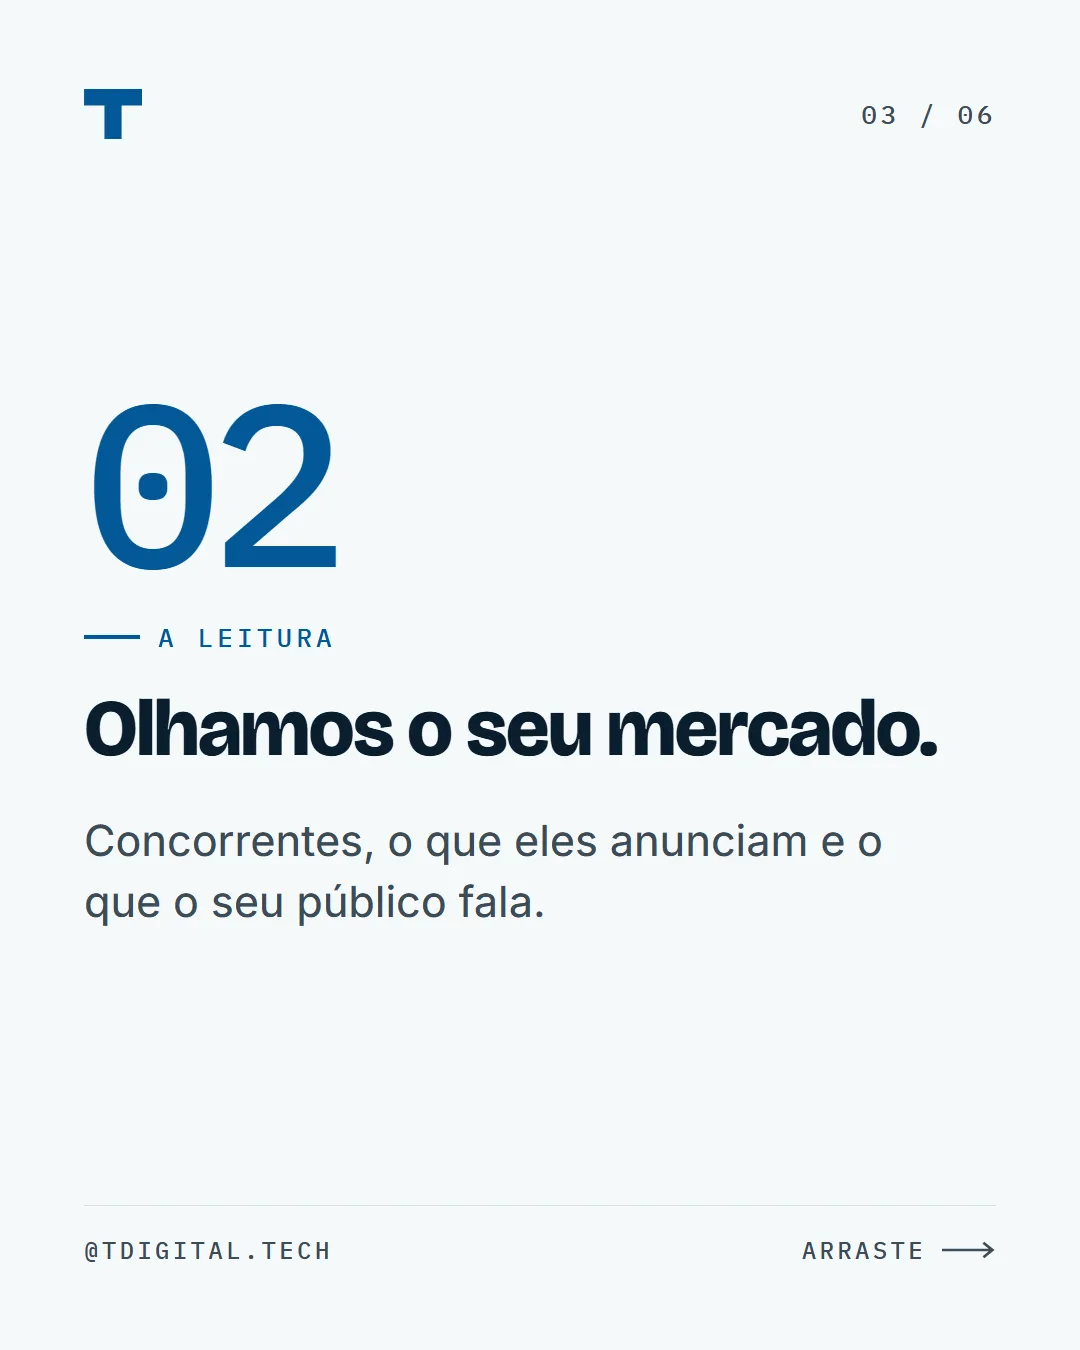 T
03 / 06
02
A LEITURA
Olhamos o seu mercado.
Concorrentes, o que eles anunciam e o
que o seu público fala.
@TDIGITAL.TECH
ARRASTE